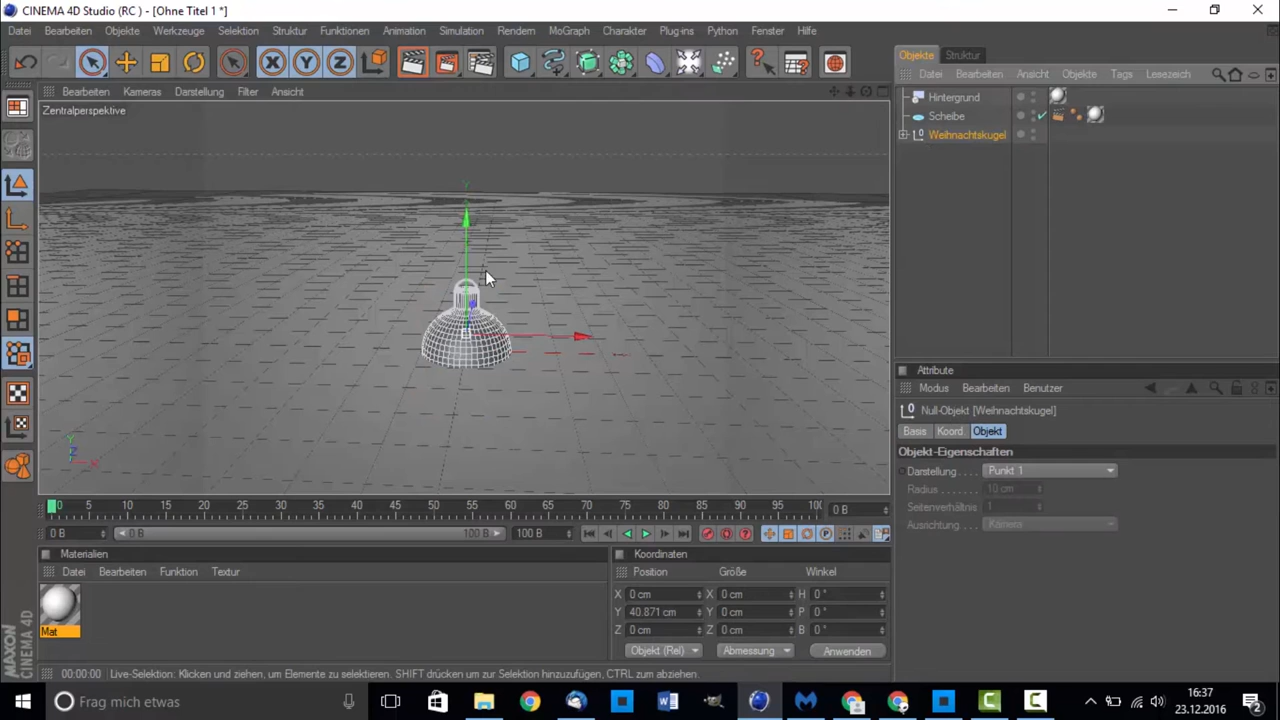 CINEMA 4D Studio (RC ) - [Ohne Titel 1 *]
Datei Bearbeiten Objekte Werkzeuge Selektion Struktur Funktionen Animation Simulation Rendern MoGraph Charakter Plug-ins Python Fenster Hilfe
X Y Z
Objekte Struktur
Datei Bearbeiten Ansicht Objekte Tags Lesezeich
Bearbeiten Kameras Darstellung Filter Ansicht
Zentralperspektive
Hintergrund
Scheibe
Weihnachtskugel
Y
Attribute
Modus Bearbeiten Benutzer
Null-Objekt [Weihnachtskugel]
Basis Koord Objekt
Objekt-Eigenschaften
Darstellung . . . . Punkt 1
Radius . . . . . . . 10 cm
Seitenverhältnis 1
Ausrichtung . . . . Kamera
Y
Z
X
0 5 10 15 20 25 30 35 40 45 50 55 60 65 70 75 80 85 90 95 100 0 B
0 B 0 B 100 B 100 B
Materialien
Datei Bearbeiten Funktion Textur
Mat
Koordinaten
Position Größe Winkel
X 0 cm X 0 cm H 0 °
Y 40.871 cm Y 0 cm P 0 °
Z 0 cm Z 0 cm B 0 °
Objekt (Rel) Abmessung Anwenden
MAXON
CINEMA 4D
00:00:00 Live-Selektion: Klicken und ziehen, um Elemente zu selektieren. SHIFT drücken um zur Selektion hinzuzufügen, CTRL zum abziehen.
Frag mich etwas
16:37
23.12.2016
2